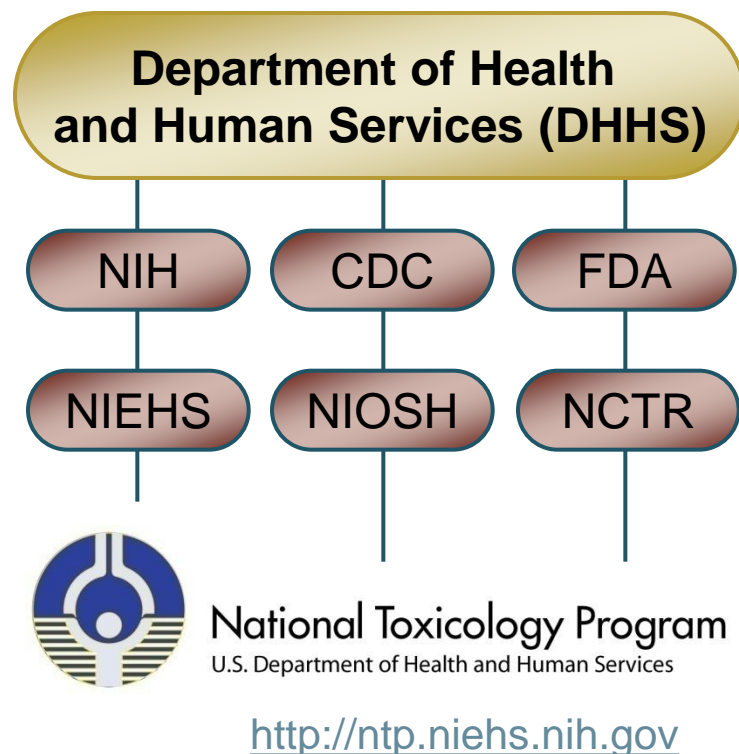 Department of Health
and Human Services (DHHS)
NIH CDC FDA
NIEHS NIOSH NCTR
National Toxicology Program
U.S. Department of Health and Human Services
http://ntp.niehs.nih.gov